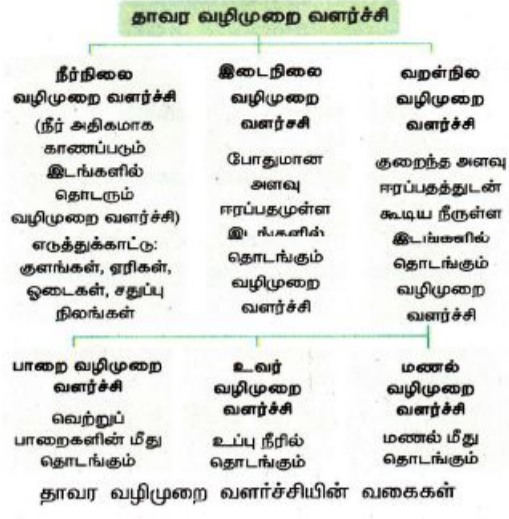 தாவர வழிமுறை வளர்ச்சி
நீர்நிலை
வழிமுறை வளர்ச்சி
(நீர் அதிகமாக
காணப்படும்
இடங்களில்
தொடரும்
வழிமுறை வளர்ச்சி)
எடுத்துக்காட்டு:
குளங்கள், ஏரிகள்,
ஓடைகள், சதுப்பு
நிலங்கள்
இடைநிலை
வழிமுறை
வளர்சசி
போதுமான
அளவு
ஈரப்பதமுள்ள
இடங்களில்
தொடங்கும்
வழிமுறை
வளர்ச்சி
வறள்நில
வழிமுறை
வளர்ச்சி
குறைந்த அளவு
ஈரப்பதத்துடன்
கூடிய நீருள்ள
இடங்களில்
தொடங்கும்
வழிமுறை
வளர்ச்சி
பாறை வழிமுறை
வளர்ச்சி
வெற்றுப்
பாறைகளின் மீது
தொடங்கும்
உவர்
வழிமுறை
வளர்ச்சி
உப்பு நீரில்
தொடங்கும்
மணல்
வழிமுறை
வளர்ச்சி
மணல் மீது
தொடங்கும்
தாவர வழிமுறை வளர்ச்சியின் வகைகள்